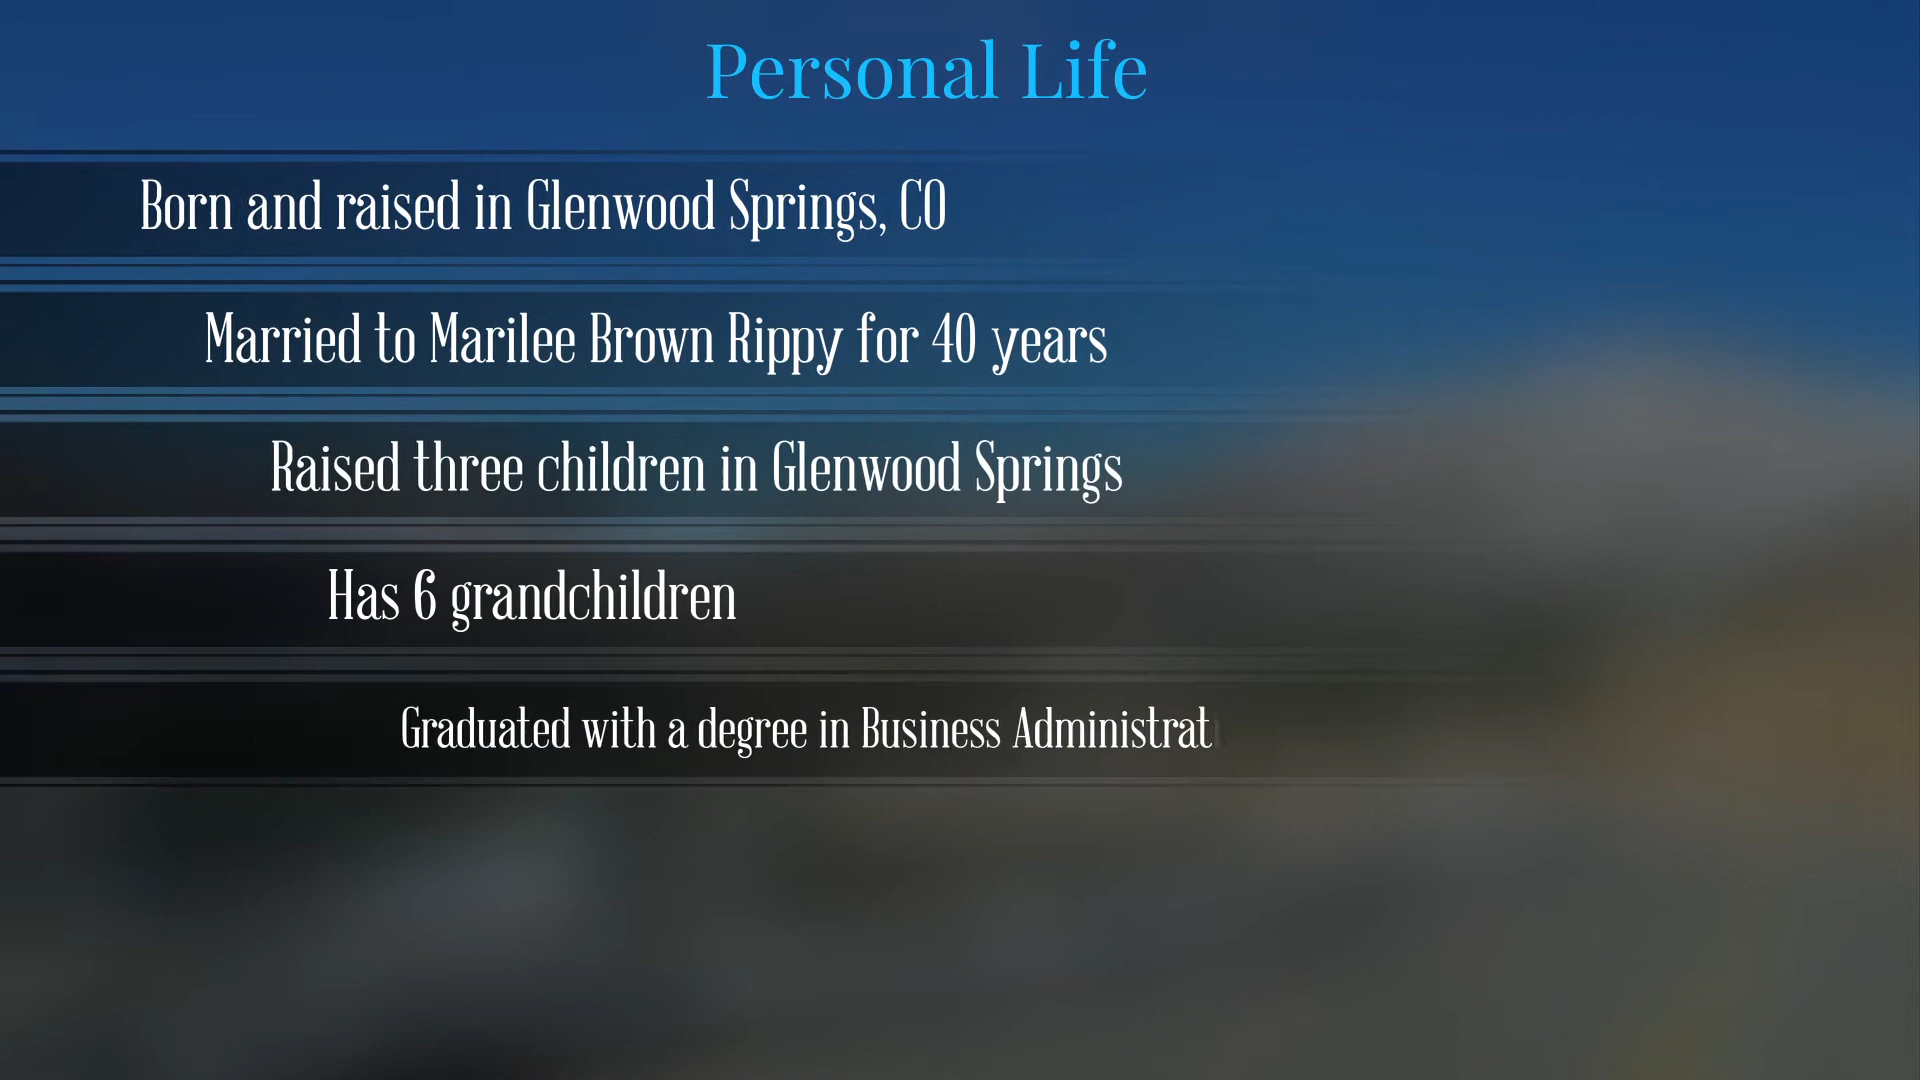 Personal Life
Born and raised in Glenwood Springs, CO
Married to Marilee Brown Rippy for 40 years
Raised three children in Glenwood Springs
Has 6 grandchildren
Graduated with a degree in Business Administrat